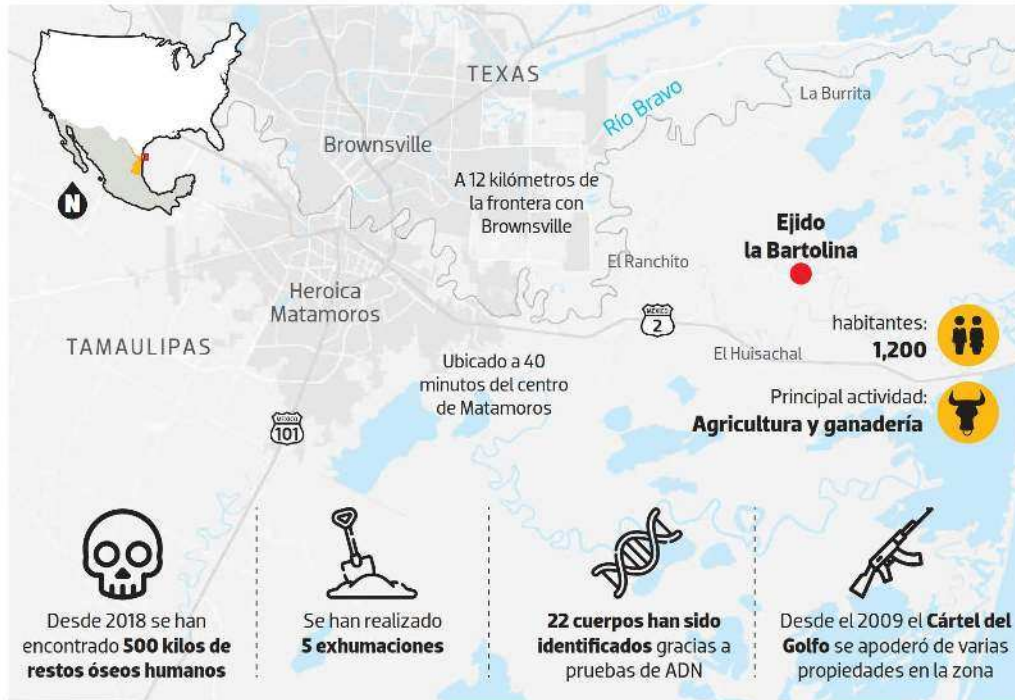 TEXAS
Río Bravo
La Burrita
Brownsville
N
A 12 kilómetros de
la frontera con
Brownsville
Ejido
la Bartolina
El Ranchito
Heroica
Matamoros
MÉXICO
2
habitantes:
1,200
TAMAULIPAS
Ubicado a 40
minutos del centro
de Matamoros
El Huisachal
Principal actividad:
Agricultura y ganadería
MÉXICO
101
Desde 2018 se han
encontrado 500 kilos de
restos óseos humanos
Se han realizado
5 exhumaciones
22 cuerpos han sido
identificados gracias a
pruebas de ADN
Desde el 2009 el Cártel del
Golfo se apoderó de varias
propiedades en la zona